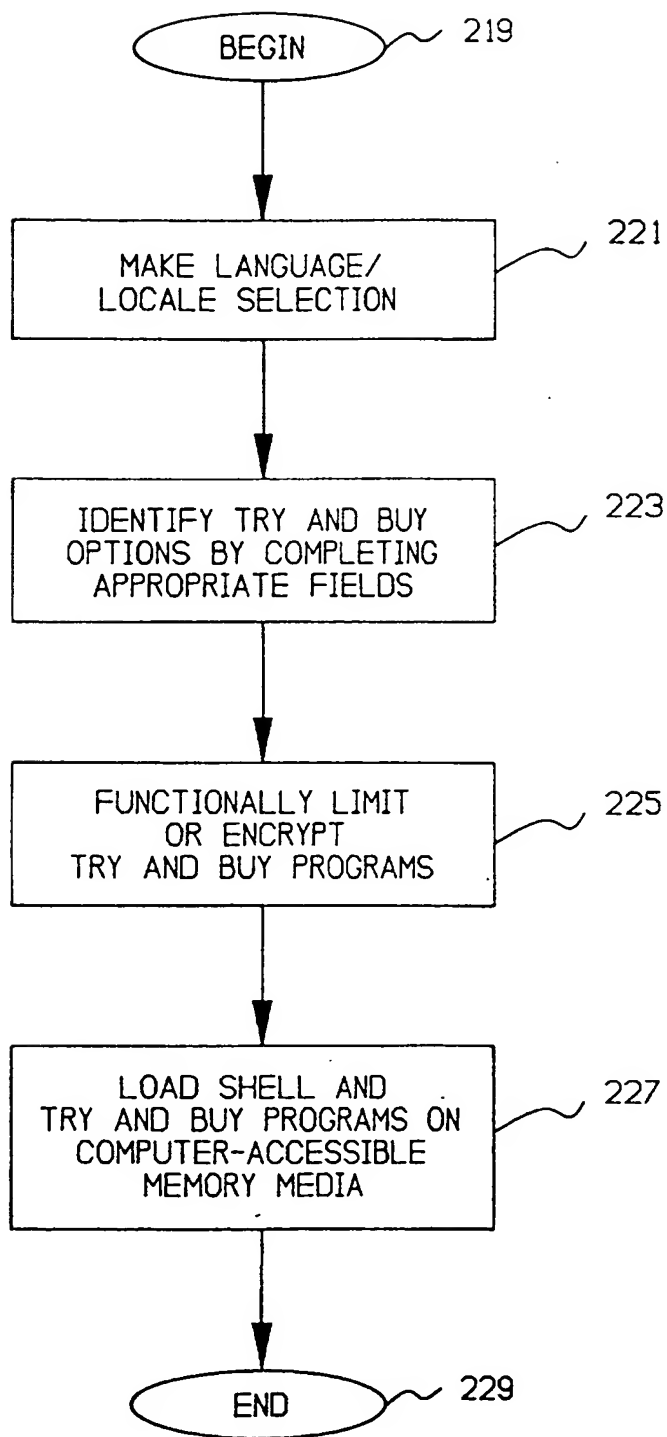 BEGIN
219
MAKE LANGUAGE/
LOCALE SELECTION
221
IDENTIFY TRY AND BUY
OPTIONS BY COMPLETING
APPROPRIATE FIELDS
223
FUNCTIONALLY LIMIT
OR ENCRYPT
TRY AND BUY PROGRAMS
225
LOAD SHELL AND
TRY AND BUY PROGRAMS ON
COMPUTER-ACCESSIBLE
MEMORY MEDIA
227
END
229